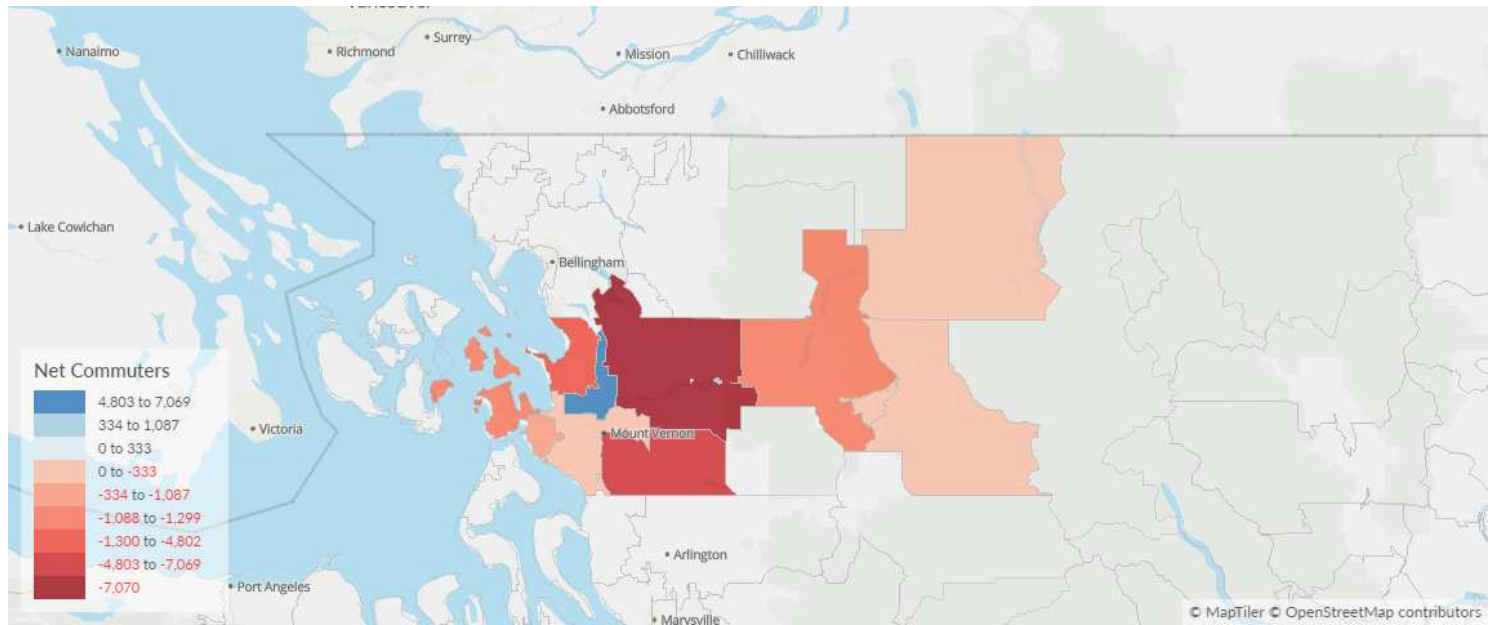 Nanaimo
Richmond
Surrey
Mission
Chilliwack
Abbotsford
Lake Cowichan
Bellingham
Victoria
Mount Vernon
Arlington
Port Angeles
Marysville
Net Commuters
4,803 to 7,069
334 to 1,087
0 to 333
0 to -333
-334 to -1,087
-1,088 to -1,299
-1,300 to -4,802
-4,803 to -7,069
-7,070
© MapTiler © OpenStreetMap contributors